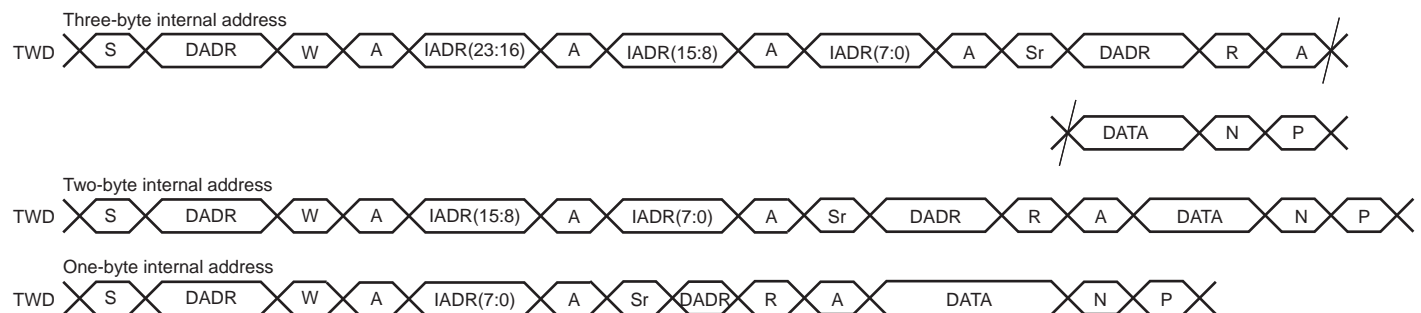 Three-byte internal address
TWD S DADR W A IADR(23:16) A IADR(15:8) A IADR(7:0) A Sr DADR R A
DATA N P
Two-byte internal address
TWD S DADR W A IADR(15:8) A IADR(7:0) A Sr DADR R A DATA N P
One-byte internal address
TWD S DADR W A IADR(7:0) A Sr DADR R A DATA N P